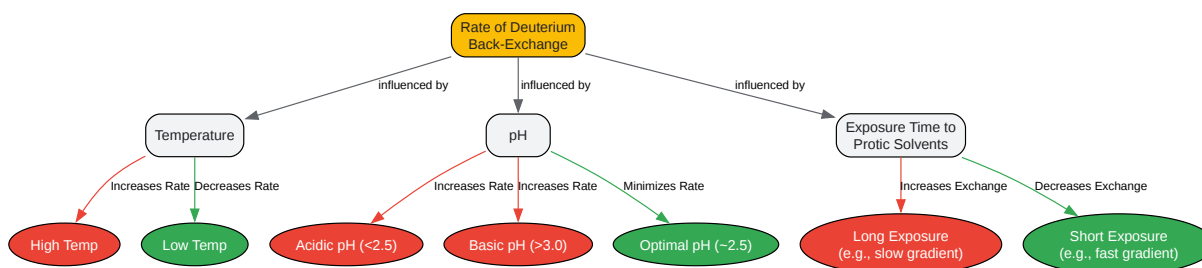 Rate of Deuterium
Back-Exchange
influenced by
influenced by
influenced by
Temperature
pH
Exposure Time to
Protic Solvents
Increases Rate
Decreases Rate
Increases Rate
Increases Rate
Minimizes Rate
Increases Exchange
Decreases Exchange
High Temp
Low Temp
Acidic pH (<2.5)
Basic pH (>3.0)
Optimal pH (~2.5)
Long Exposure
(e.g., slow gradient)
Short Exposure
(e.g., fast gradient)